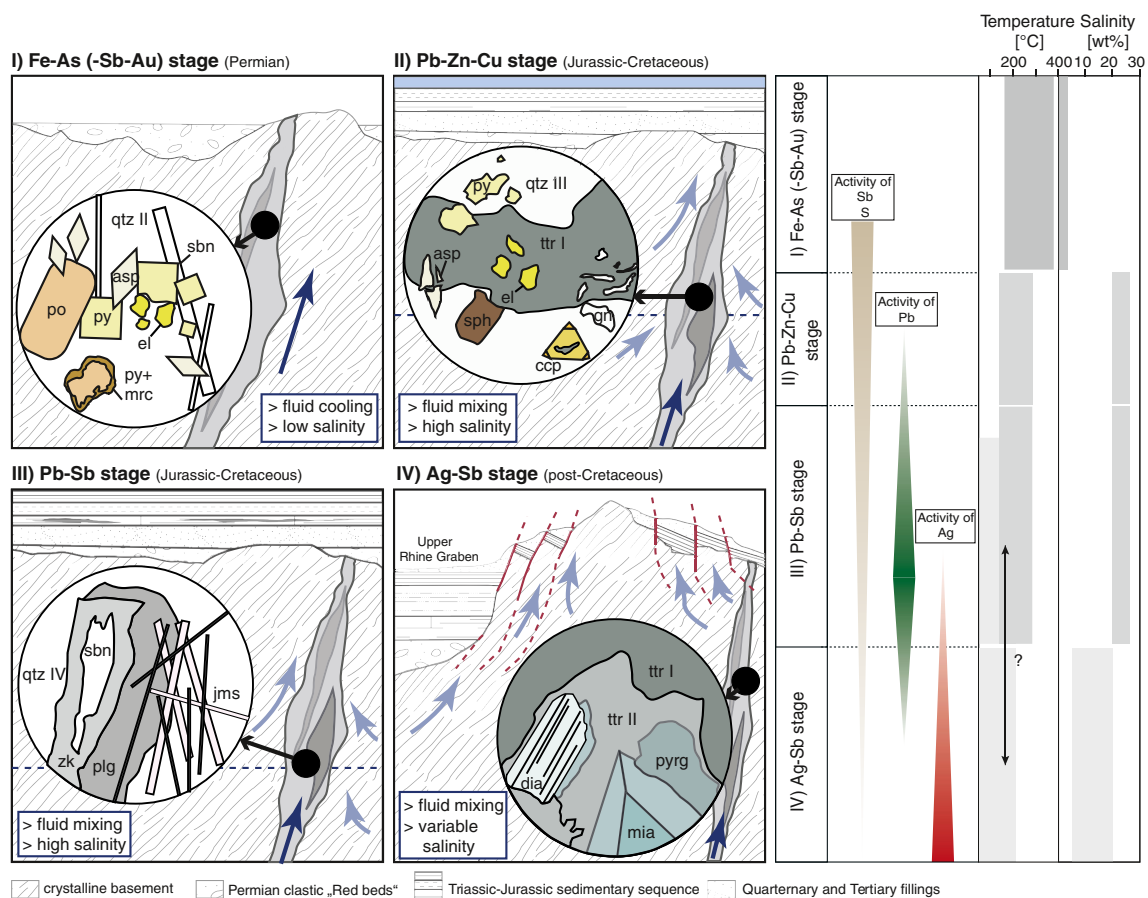 I) Fe-As (-Sb-Au) stage (Permian)
qtz II
sbn
asp
po
py
el
py+
mrc
> fluid cooling
> low salinity
II) Pb-Zn-Cu stage (Jurassic-Cretaceous)
py
qtz III
ttr I
asp
el
sph
gn
ccp
> fluid mixing
> high salinity
III) Pb-Sb stage (Jurassic-Cretaceous)
sbn
qtz IV
jms
zk
plg
> fluid mixing
> high salinity
IV) Ag-Sb stage (post-Cretaceous)
Upper
Rhine Graben
ttr I
ttr II
pyrg
dia
mia
> fluid mixing
> variable
salinity
Temperature Salinity
[°C] [wt%]
200 400 10 20 30
I) Fe-As (-Sb-Au) stage
II) Pb-Zn-Cu
stage
III) Pb-Sb stage
IV) Ag-Sb stage
Activity of
Sb
S
Activity of
Pb
Activity of
Ag
?
crystalline basement
Permian clastic „Red beds“
Triassic-Jurassic sedimentary sequence
Quarternary and Tertiary fillings